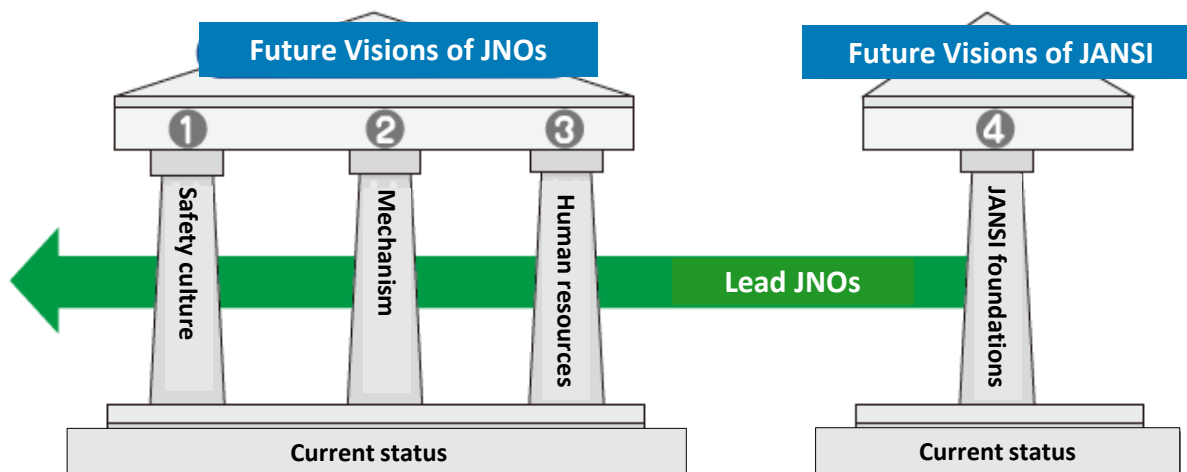 Future Visions of JNOs
Future Visions of JANSI
1
2
3
4
Safety culture
Mechanism
Human resources
JANSI foundations
Lead JNOs
Current status
Current status